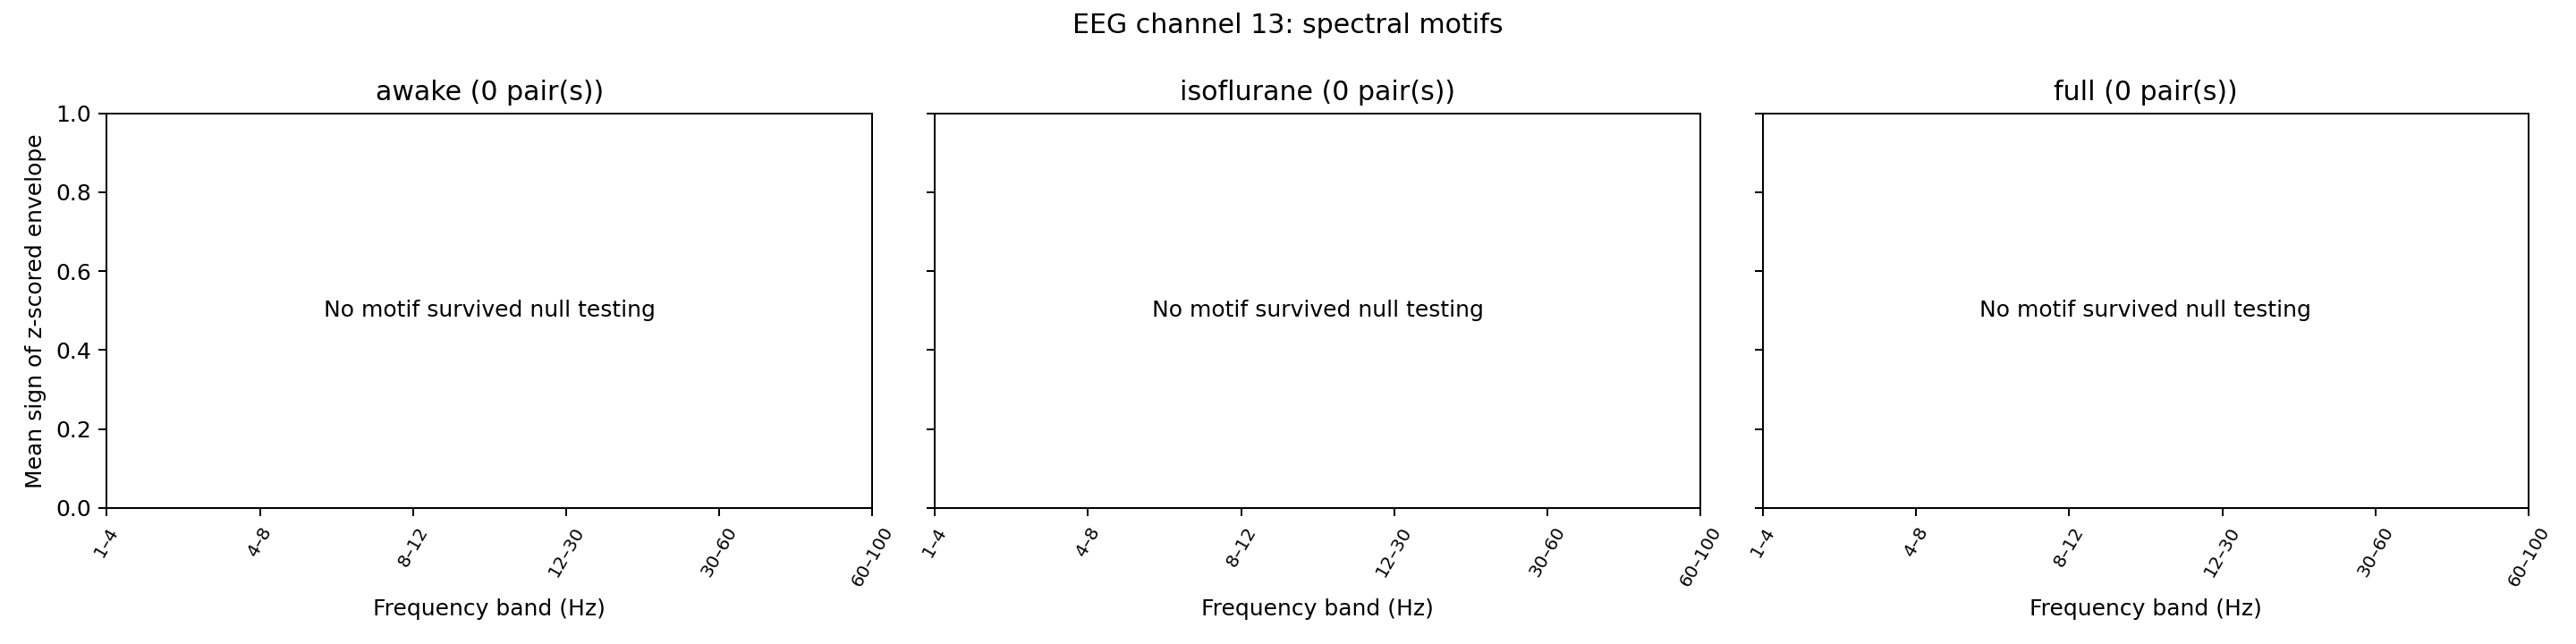 EEG channel 13: spectral motifs
awake (0 pair(s))
isoflurane (0 pair(s))
full (0 pair(s))
Mean sign of z-scored envelope
1.0
0.8
0.6
0.4
0.2
0.0
No motif survived null testing
No motif survived null testing
No motif survived null testing
1–4
4–8
8–12
12–30
30–60
60–100
1–4
4–8
8–12
12–30
30–60
60–100
1–4
4–8
8–12
12–30
30–60
60–100
Frequency band (Hz)
Frequency band (Hz)
Frequency band (Hz)